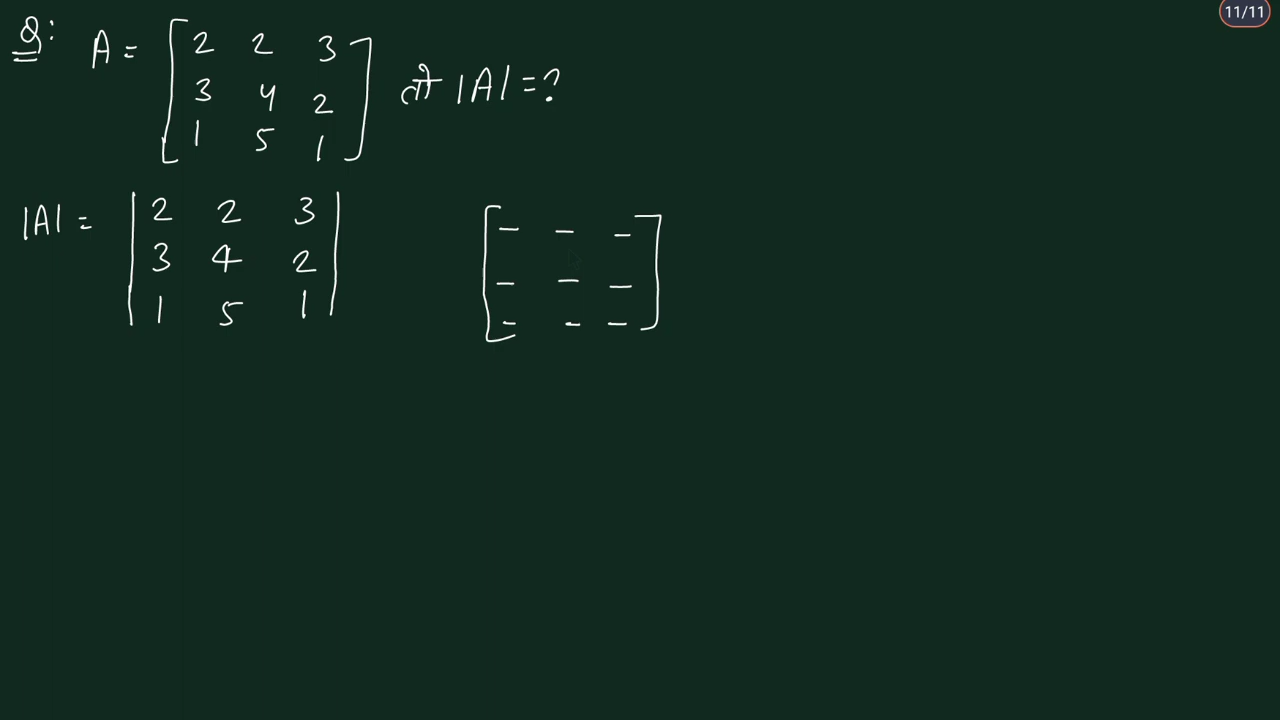 11/11
Q: A = [2 2 3
3 4 2
1 5 1] तो |A| = ?
|A| = |2 2 3
3 4 2
1 5 1|
[– – –
– – –
– – –]